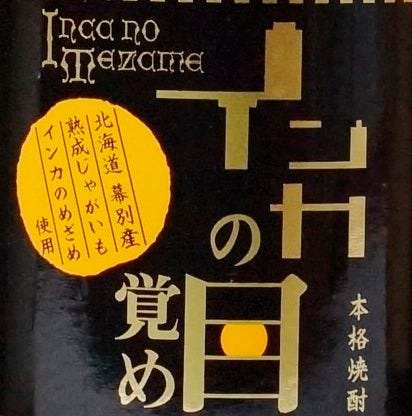 Inca no
Mezame
インカ
の
目
覚め
北海道 幕別産
熟成じゃがいも
インカのめざめ
使用
本格焼酎